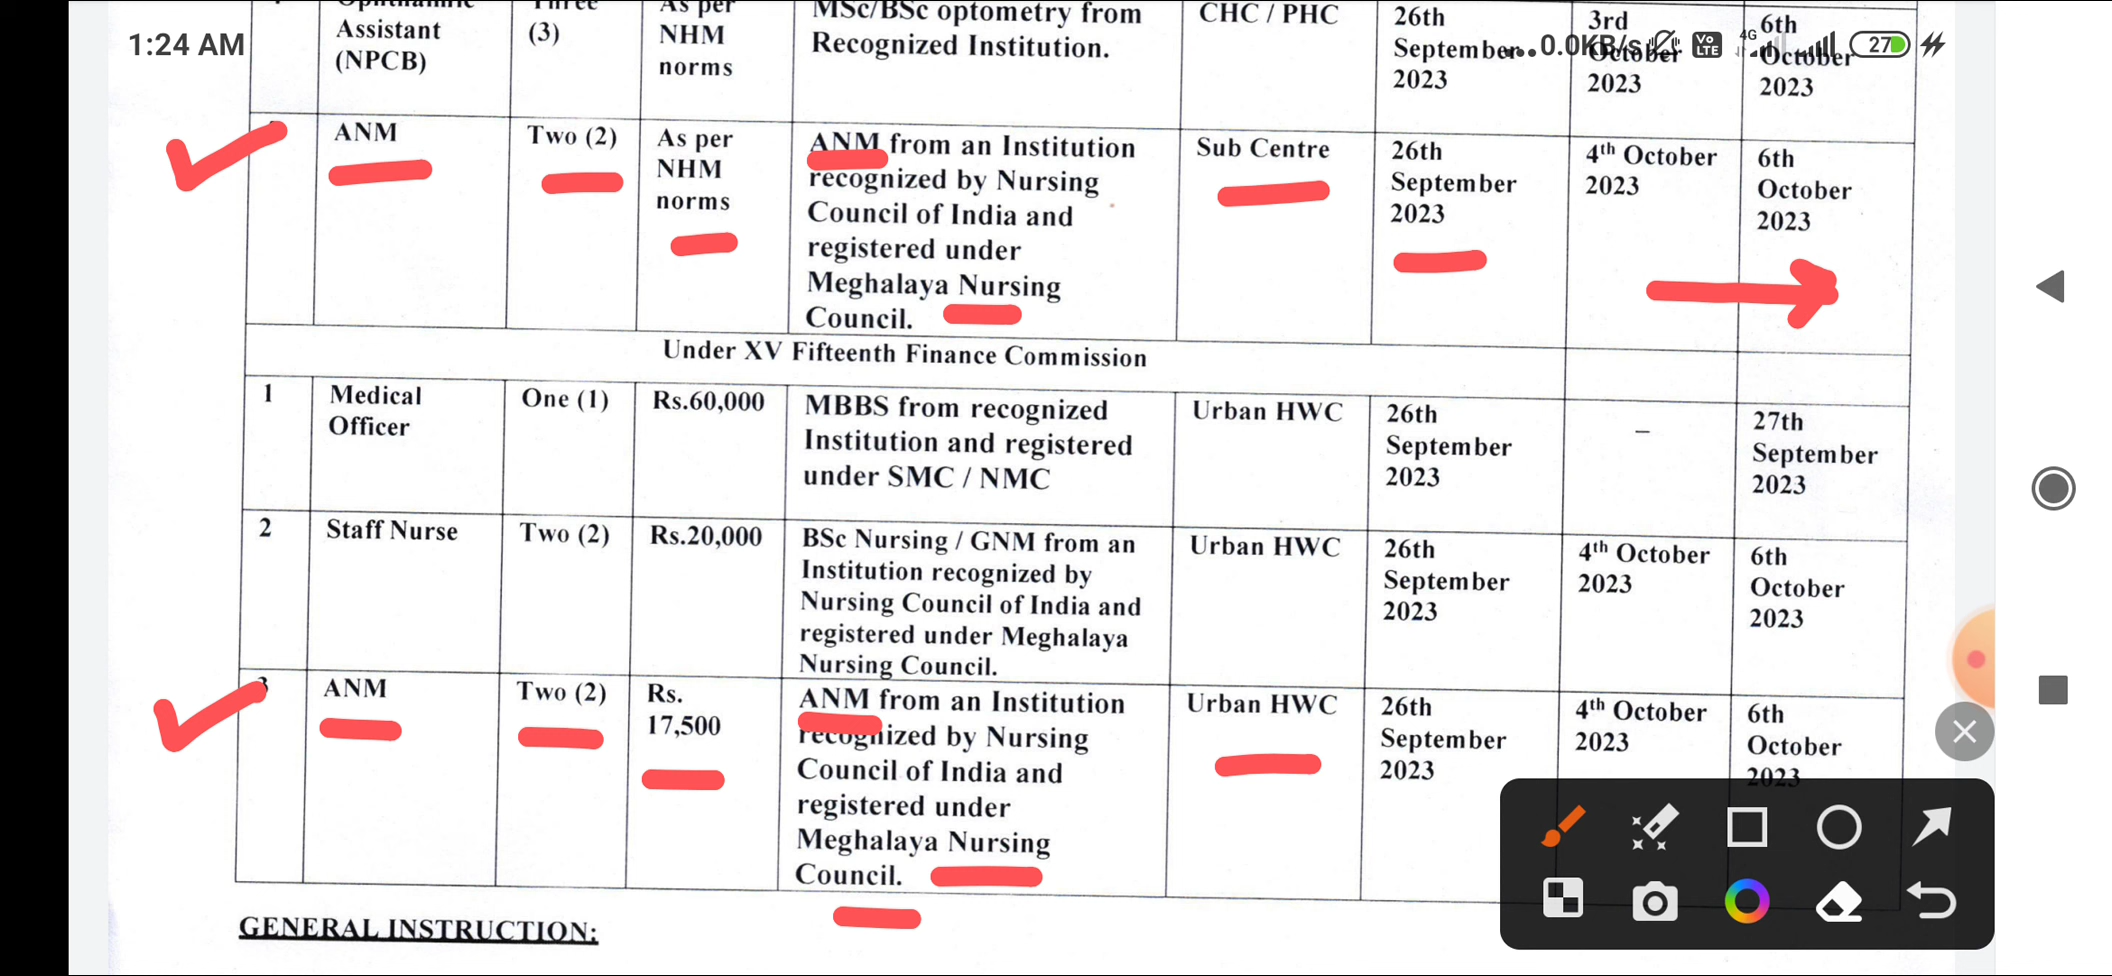 1:24 AM
...0.0KB/s
Vo LTE
4G
27
Assistant
(NPCB)
Three
(3)
As per
NHM
norms
MSc/BSc optometry from
Recognized Institution.
CHC / PHC
26th
September
2023
3rd
October
2023
6th
October
2023
ANM
Two (2)
As per
NHM
norms
ANM from an Institution
recognized by Nursing
Council of India and
registered under
Meghalaya Nursing
Council.
Sub Centre
26th
September
2023
4th October
2023
6th
October
2023
Under XV Fifteenth Finance Commission
1
Medical
Officer
One (1)
Rs.60,000
MBBS from recognized
Institution and registered
under SMC / NMC
Urban HWC
26th
September
2023
–
27th
September
2023
2
Staff Nurse
Two (2)
Rs.20,000
BSc Nursing / GNM from an
Institution recognized by
Nursing Council of India and
registered under Meghalaya
Nursing Council.
Urban HWC
26th
September
2023
4th October
2023
6th
October
2023
3
ANM
Two (2)
Rs.
17,500
ANM from an Institution
recognized by Nursing
Council of India and
registered under
Meghalaya Nursing
Council.
Urban HWC
26th
September
2023
4th October
2023
6th
October
2023
GENERAL INSTRUCTION: